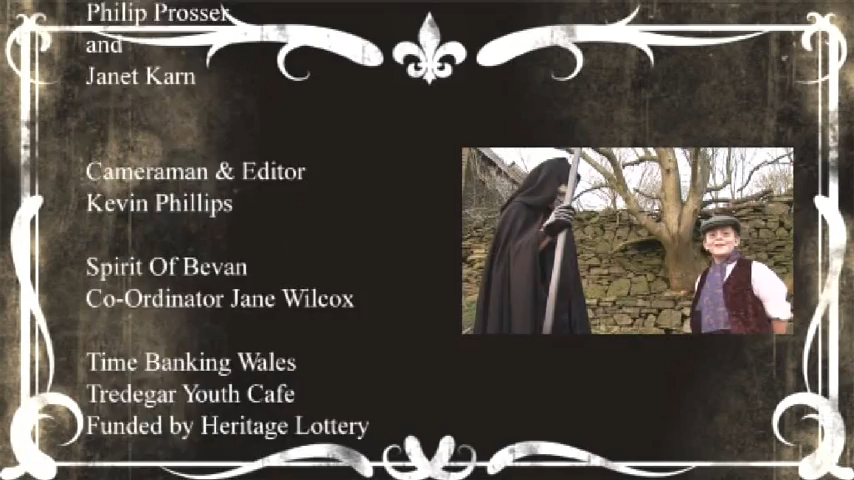 Philip Prosser
and
Janet Karn
Cameraman & Editor
Kevin Phillips
Spirit Of Bevan
Co-Ordinator Jane Wilcox
Time Banking Wales
Tredegar Youth Cafe
Funded by Heritage Lottery